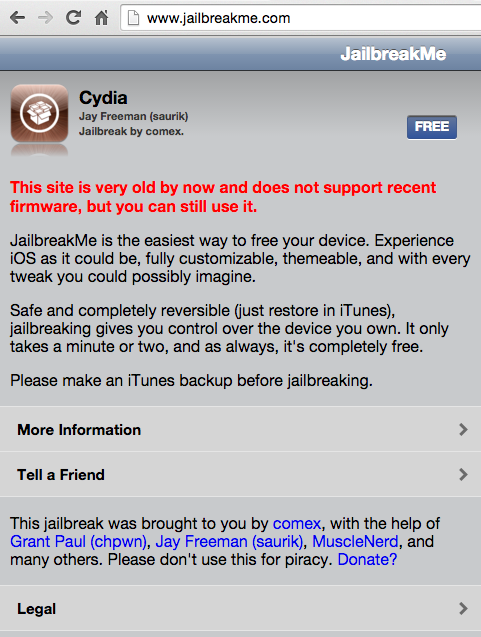 www.jailbreakme.com
JailbreakMe
Cydia
Jay Freeman (saurik)
Jailbreak by comex.
FREE
This site is very old by now and does not support recent
firmware, but you can still use it.
JailbreakMe is the easiest way to free your device. Experience
iOS as it could be, fully customizable, themeable, and with every
tweak you could possibly imagine.
Safe and completely reversible (just restore in iTunes),
jailbreaking gives you control over the device you own. It only
takes a minute or two, and as always, it's completely free.
Please make an iTunes backup before jailbreaking.
More Information
Tell a Friend
This jailbreak was brought to you by comex, with the help of
Grant Paul (chpwn), Jay Freeman (saurik), MuscleNerd, and
many others. Please don't use this for piracy. Donate?
Legal